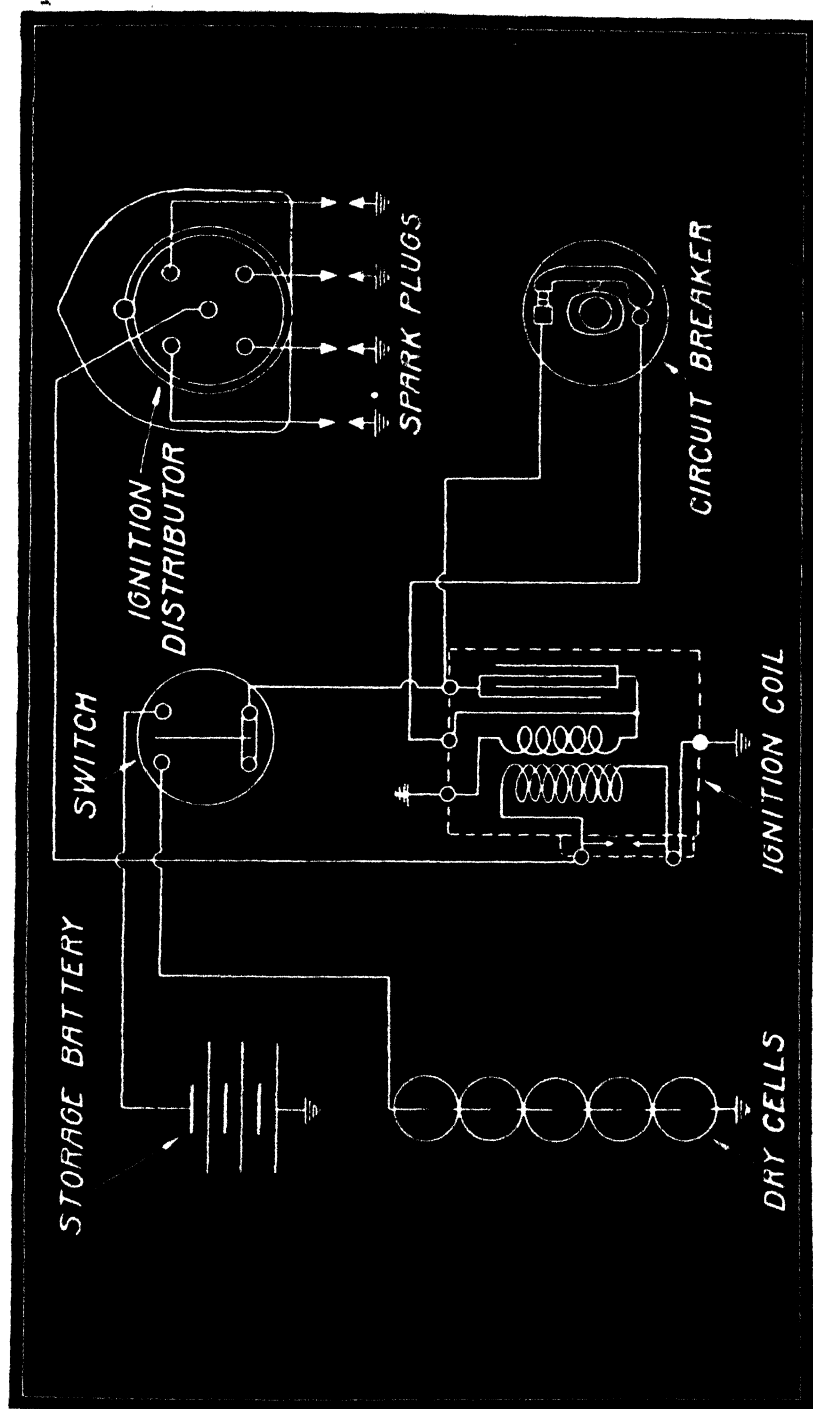 STORAGE BATTERY
SWITCH
IGNITION
DISTRIBUTOR
SPARK PLUGS
DRY CELLS
IGNITION COIL
CIRCUIT BREAKER